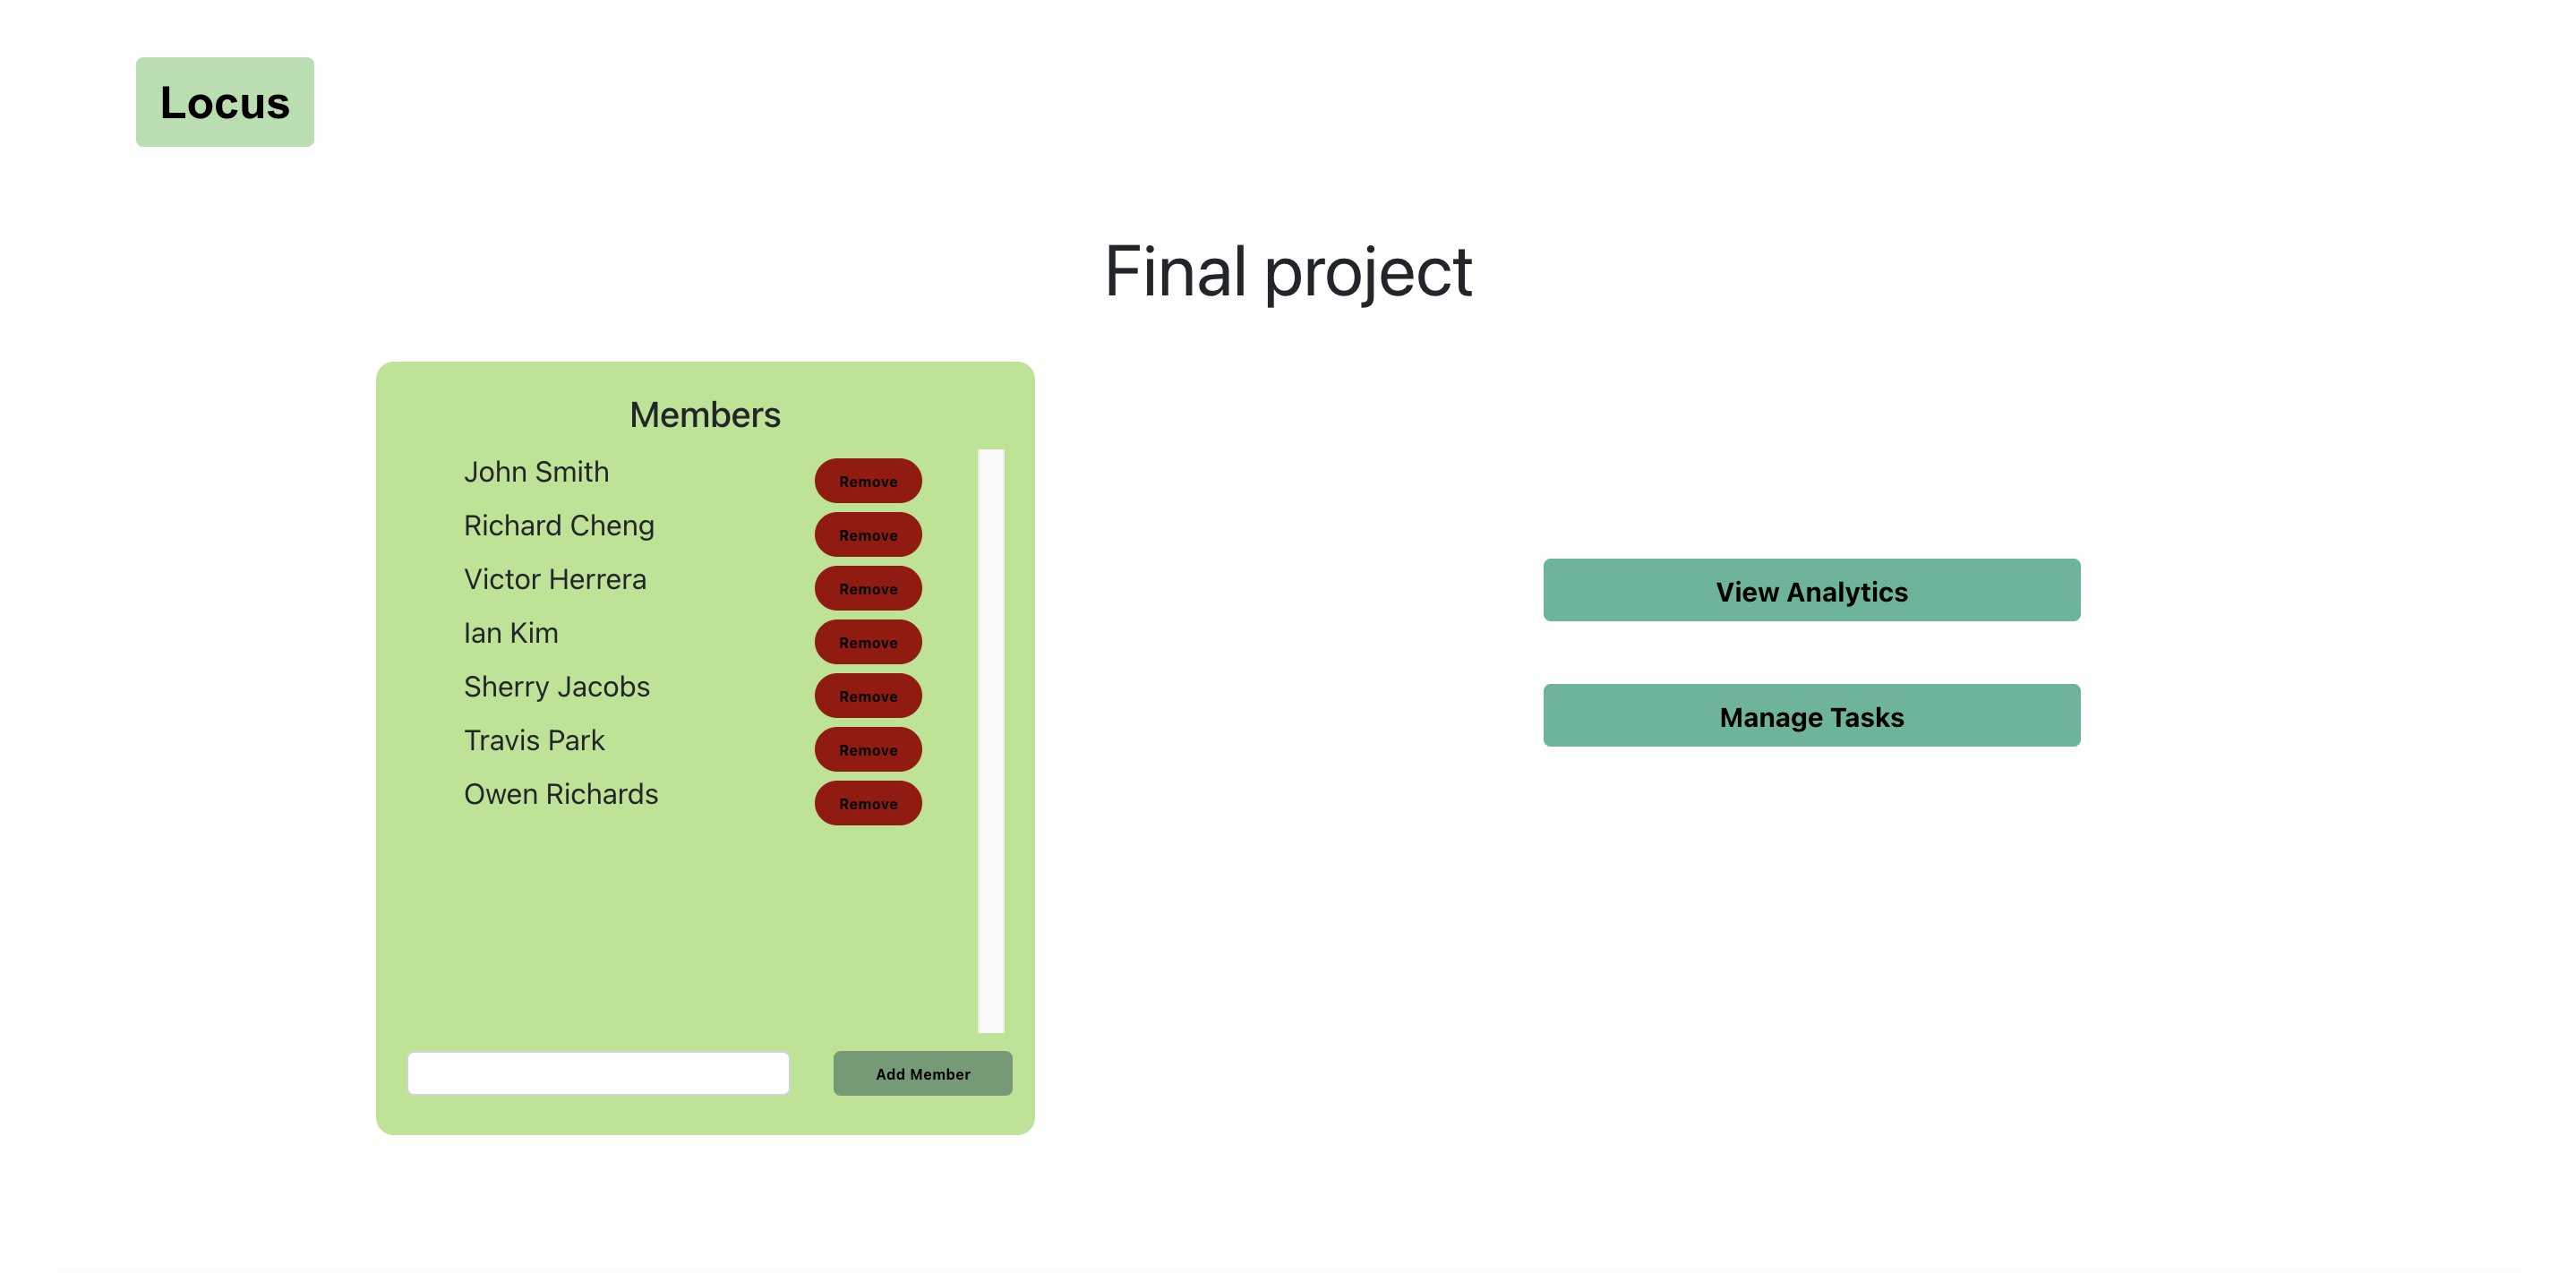 Locus
Final project
Members
John Smith Remove
Richard Cheng Remove
Victor Herrera Remove
Ian Kim Remove
Sherry Jacobs Remove
Travis Park Remove
Owen Richards Remove
Add Member
View Analytics
Manage Tasks